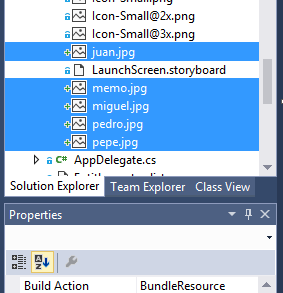 Icon-Small@2x.png
Icon-Small@3x.png
juan.jpg
LaunchScreen.storyboard
memo.jpg
miguel.jpg
pedro.jpg
pepe.jpg
C# AppDelegate.cs
Solution Explorer Team Explorer Class View
Properties
Build Action BundleResource